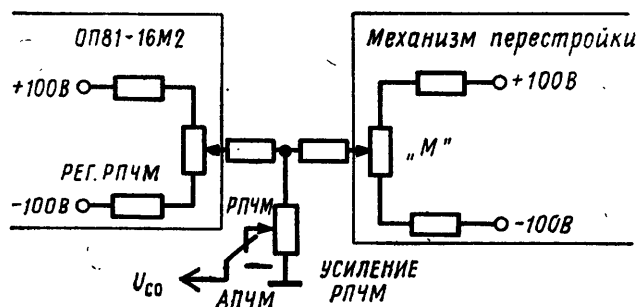 ОП81-16М2
Механизм перестройки
+100В
+100В
„М"
РЕГ. РПЧМ
-100В
-100В
РПЧМ
Uсо
АПЧМ
УСИЛЕНИЕ
РПЧМ